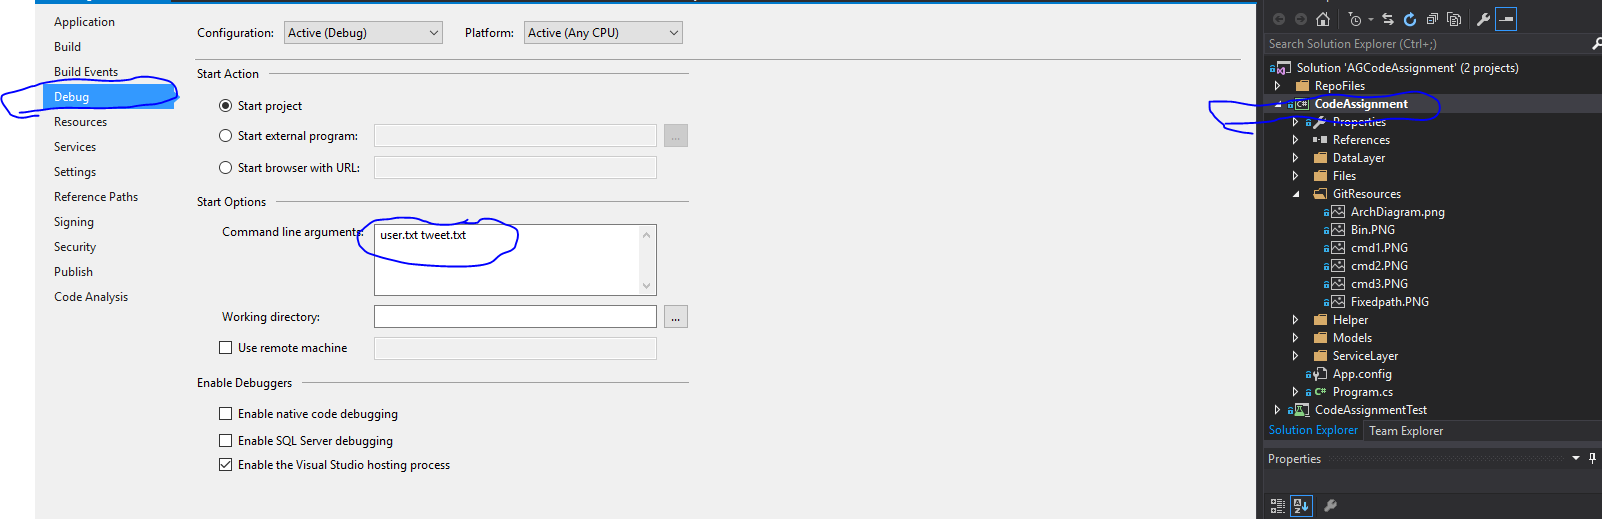 Application
Build
Build Events
Debug
Resources
Services
Settings
Reference Paths
Signing
Security
Publish
Code Analysis
Configuration: Active (Debug) Platform: Active (Any CPU)
Start Action
Start project
Start external program: ...
Start browser with URL:
Start Options
Command line arguments: user.txt tweet.txt
Working directory: ...
Use remote machine
Enable Debuggers
Enable native code debugging
Enable SQL Server debugging
Enable the Visual Studio hosting process
Search Solution Explorer (Ctrl+;)
Solution 'AGCodeAssignment' (2 projects)
RepoFiles
C# CodeAssignment
Properties
References
DataLayer
Files
GitResources
ArchDiagram.png
Bin.PNG
cmd1.PNG
cmd2.PNG
cmd3.PNG
Fixedpath.PNG
Helper
Models
ServiceLayer
App.config
C# Program.cs
CodeAssignmentTest
Solution Explorer Team Explorer
Properties